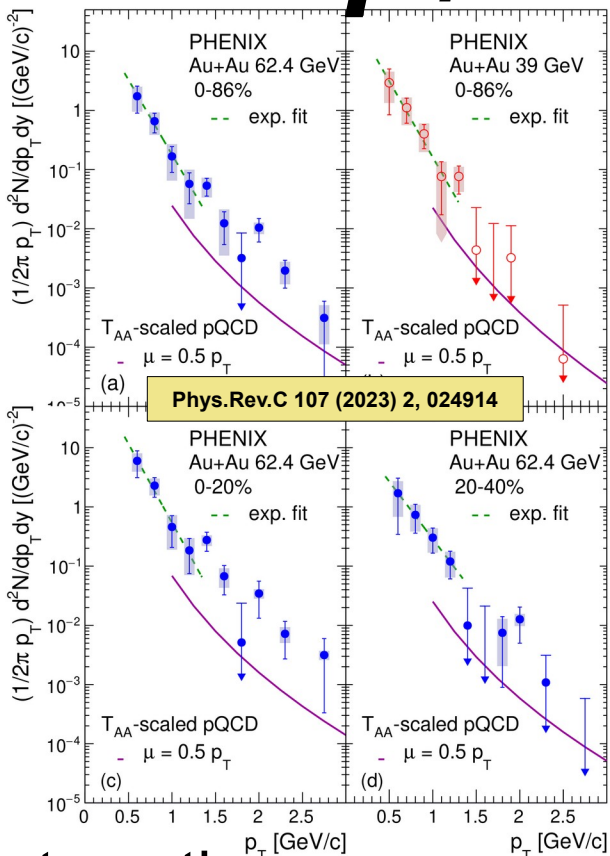 PHENIX
Au+Au 62.4 GeV
0-86%
exp. fit
T_AA-scaled pQCD
μ = 0.5 p_T
(a)
10
1
10⁻¹
10⁻²
10⁻³
10⁻⁴
10⁻⁵
(1/2π p_T) d²N/dp_T dy [(GeV/c)⁻²]
PHENIX
Au+Au 39 GeV
0-86%
exp. fit
T_AA-scaled pQCD
μ = 0.5 p_T
Phys.Rev.C 107 (2023) 2, 024914
PHENIX
Au+Au 62.4 GeV
0-20%
exp. fit
T_AA-scaled pQCD
μ = 0.5 p_T
(c)
10
1
10⁻¹
10⁻²
10⁻³
10⁻⁴
10⁻⁵
(1/2π p_T) d²N/dp_T dy [(GeV/c)⁻²]
0 0.5 1 1.5 2 2.5
p_T [GeV/c]
PHENIX
Au+Au 62.4 GeV
20-40%
exp. fit
T_AA-scaled pQCD
μ = 0.5 p_T
(d)
0.5 1 1.5 2 2.5
p_T [GeV/c]